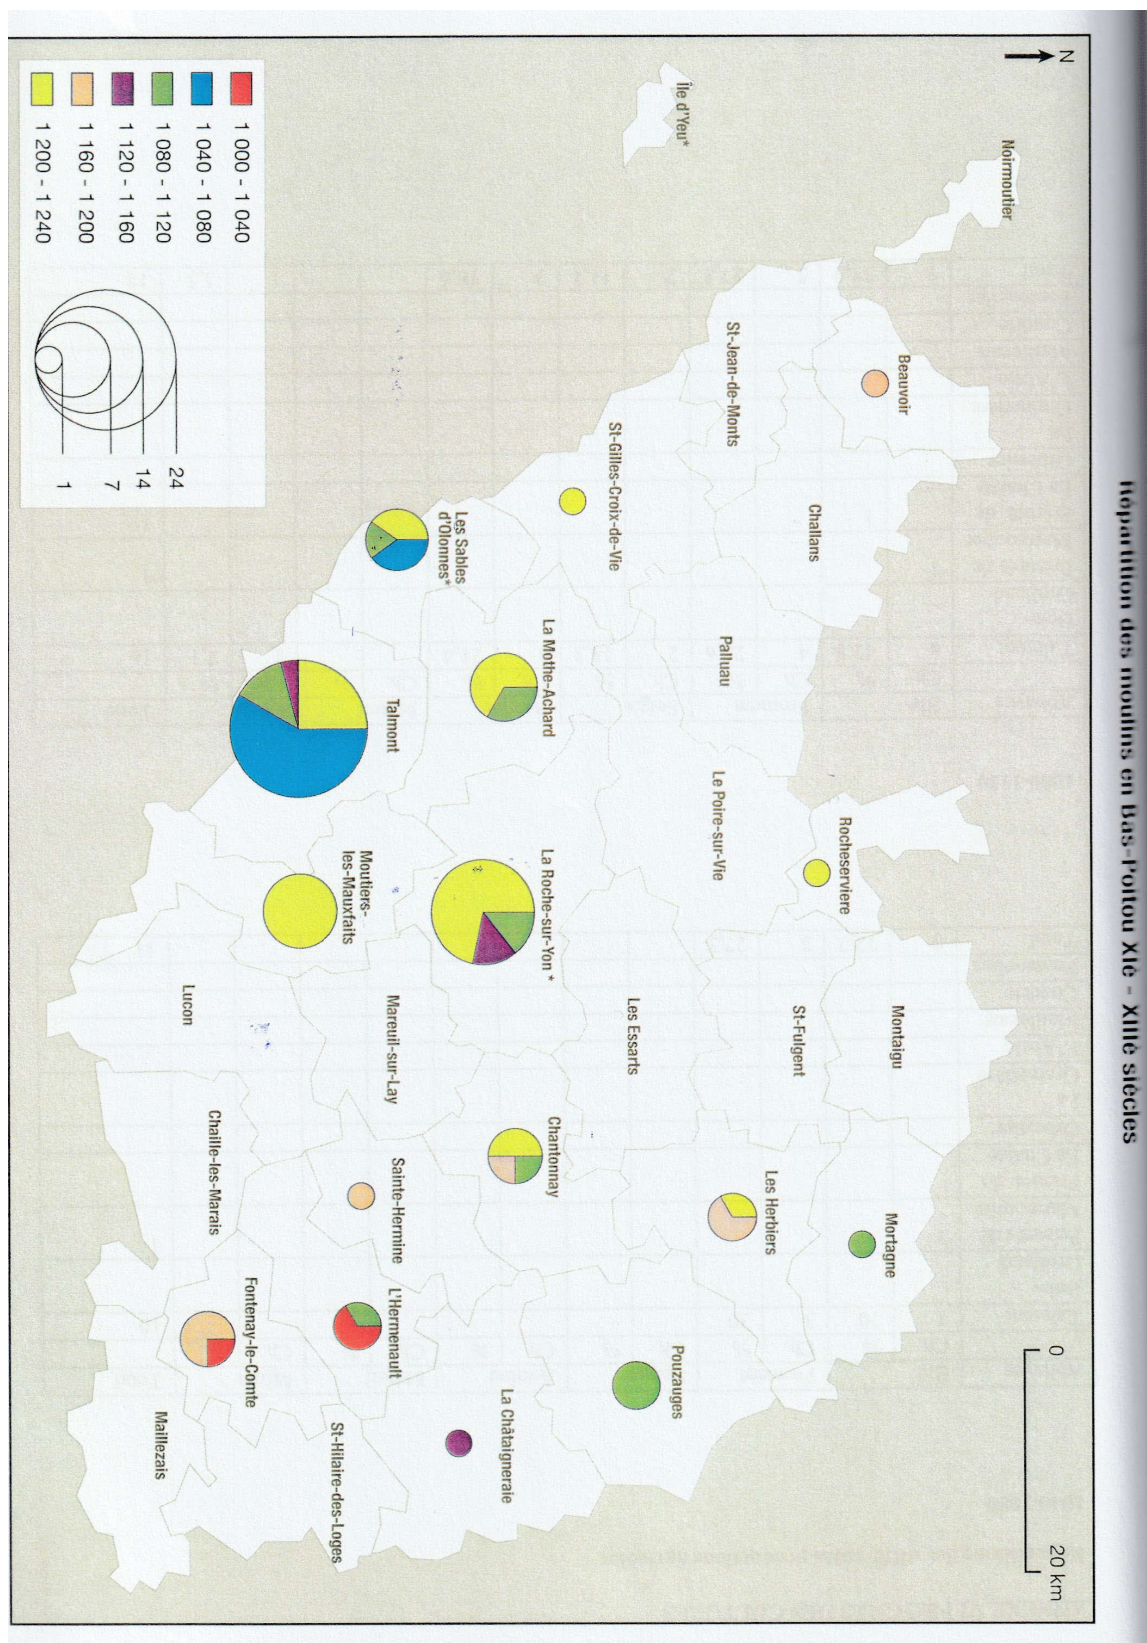 Répartition des moulins en Bas-Poitou XIè - XIIIè siècles
N
0
20 km
Noirmoutier
Île d'Yeu*
Beauvoir
Challans
St-Jean-de-Monts
St-Gilles-Croix-de-Vie
Palluau
Le Poire-sur-Vie
Rocheserviere
Montaigu
St-Fulgent
Mortagne
Les Herbiers
Les Essarts
Pouzauges
Les Sables
d'Olonnes*
La Mothe-Achard
La Roche-sur-Yon *
Chantonnay
La Châtaigneraie
Talmont
Moutiers-
les-Mauxfaits
Mareuil-sur-Lay
Sainte-Hermine
L'Hermenault
St-Hilaire-des-Loges
Lucon
Chaille-les-Marais
Fontenay-le-Comte
Maillezais
1 000 - 1 040
1 040 - 1 080
1 080 - 1 120
1 120 - 1 160
1 160 - 1 200
1 200 - 1 240
24
14
7
1